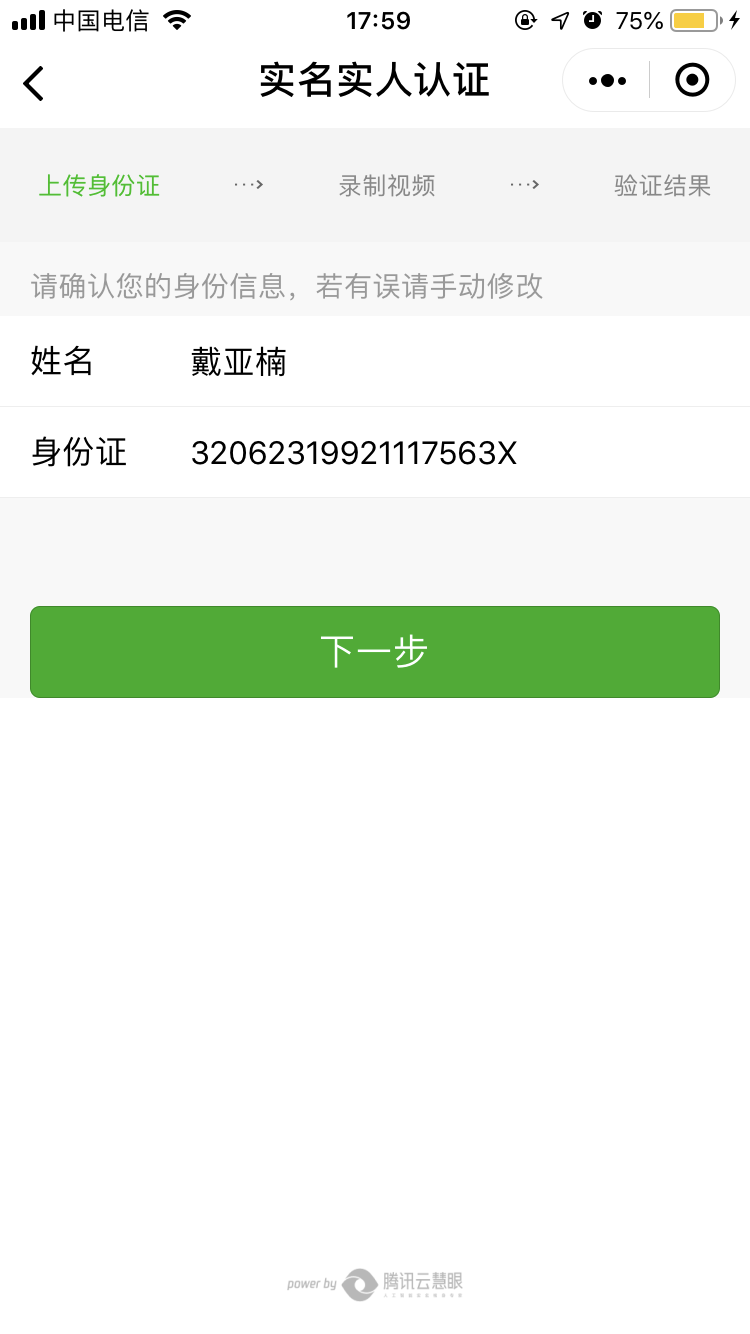 中国电信 17:59 75%
实名实人认证
上传身份证 ···> 录制视频 ···> 验证结果
请确认您的身份信息，若有误请手动修改
姓名 戴亚楠
身份证 32062319921117563X
下一步
power by 腾讯云慧眼